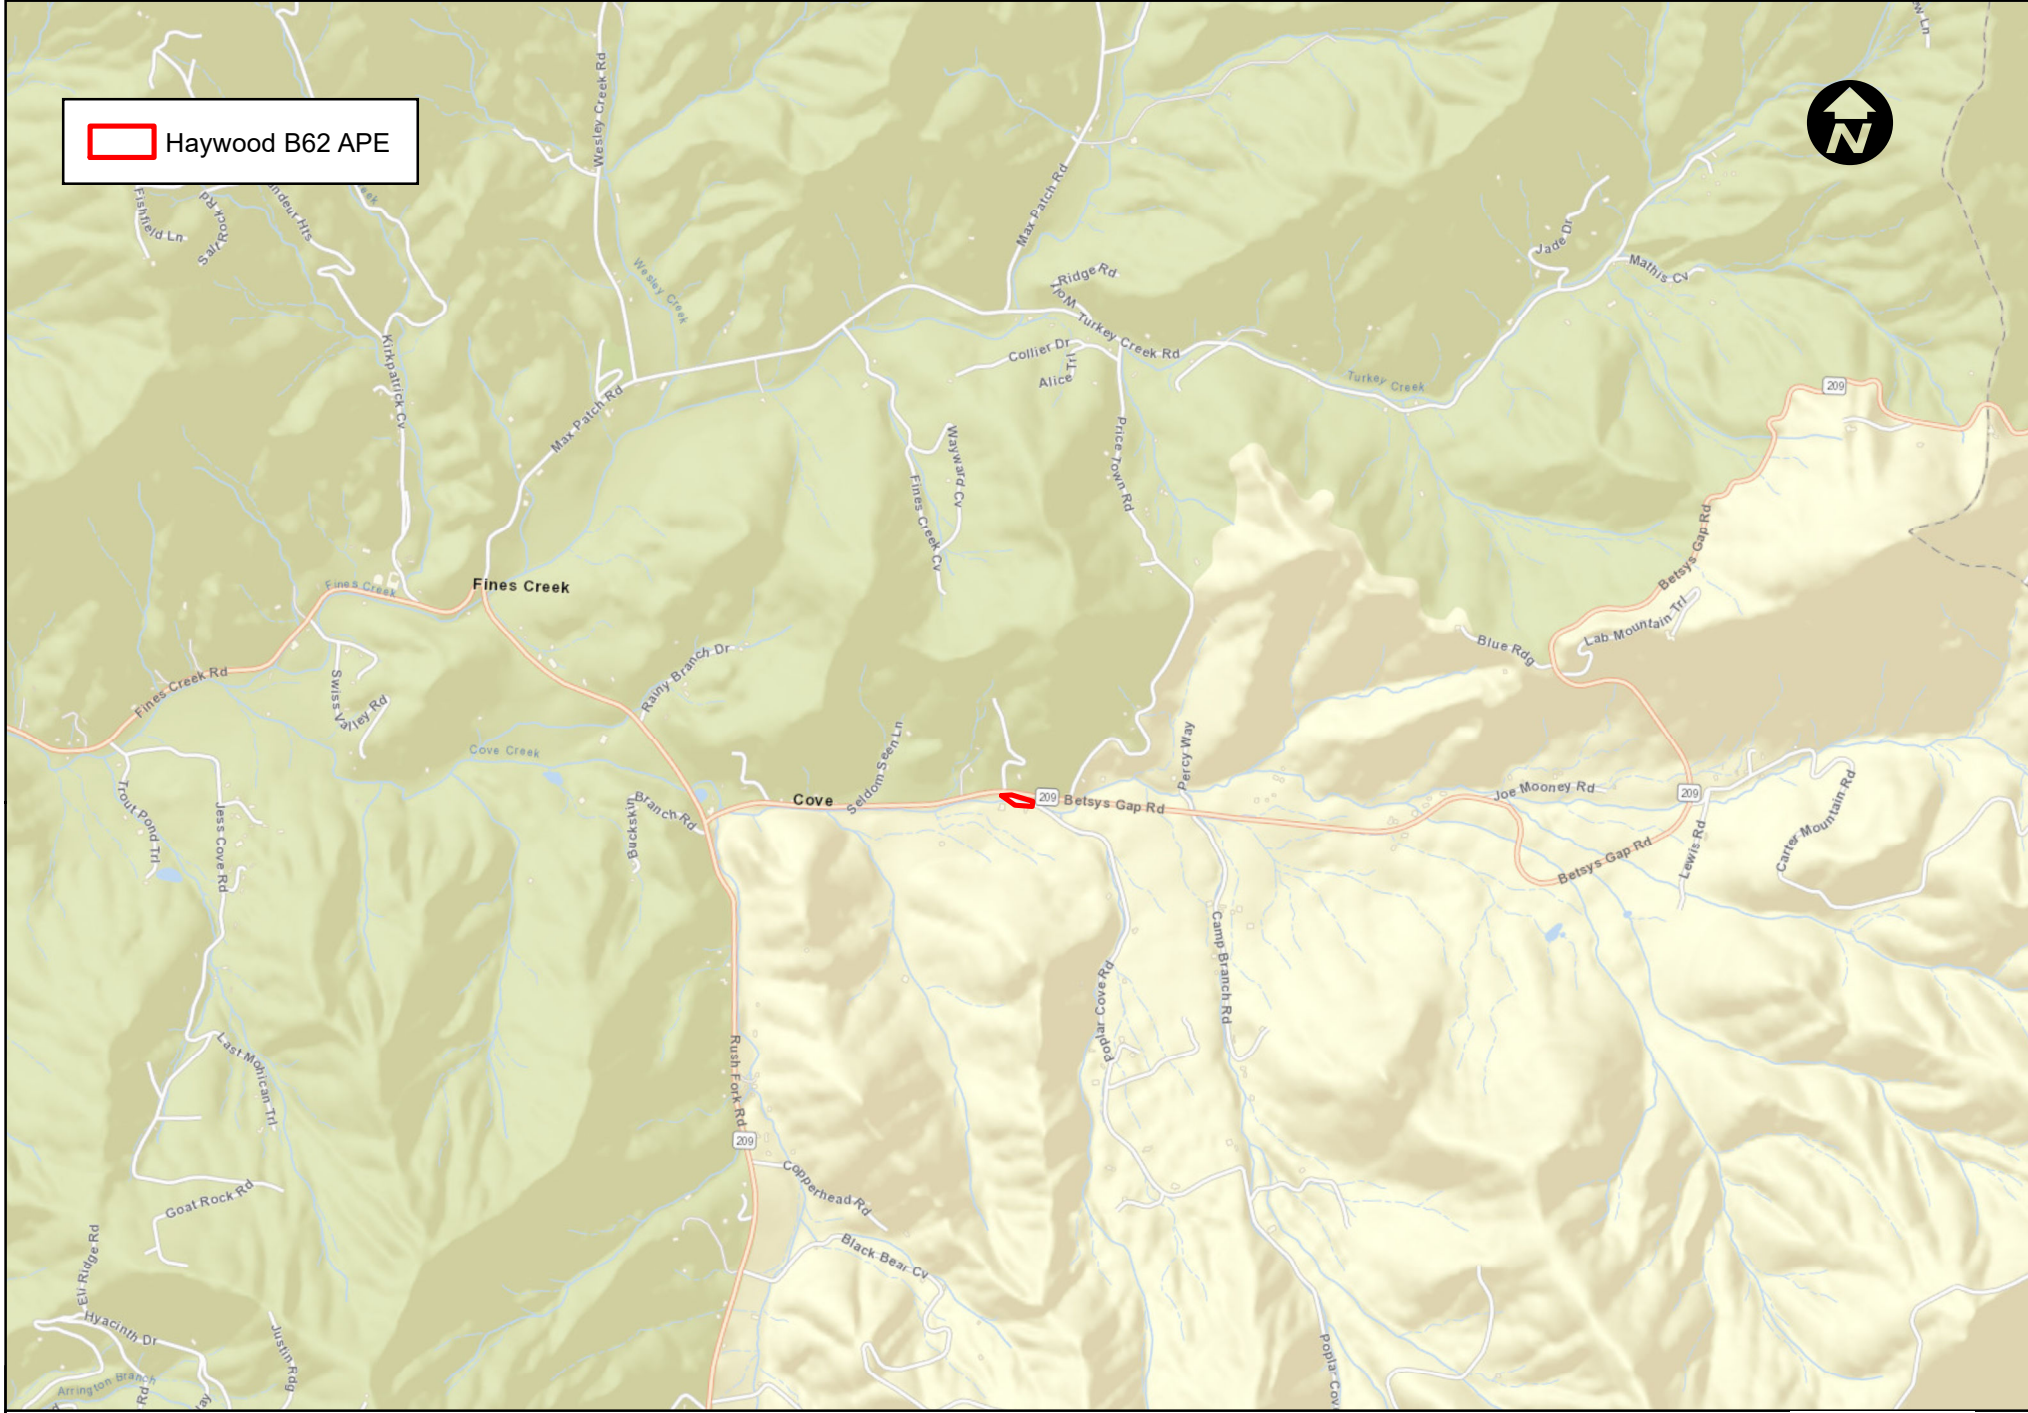 Haywood B62 APE
N
Wesley Creek Rd
Fishfield Ln
Salt Rock Rd
Max Patch Rd
Wesley Creek
Jade Dr
Mathis Cv
Ridge Rd
Wolf
Turkey Creek Rd
Collier Dr
Alice Trl
Turkey Creek
209
Kirkpatrick Cv
Max Patch Rd
Wayward Cv
Fines Creek Cv
Price Town Rd
Betsys Gap Rd
Fines Creek
Fines Creek
Lab Mountain Trl
Blue Rdg
Rainy Branch Dr
Fines Creek Rd
Swiss Valley Rd
Cove Creek
Seldom Seen Ln
Percy Way
Cove
209
Betsys Gap Rd
Joe Mooney Rd
209
Trout Pond Trl
Jess Cove Rd
Buckskin
Branch Rd
Betsys Gap Rd
Lewis Rd
Carter Mountain Rd
Camp Branch Rd
Poplar Cove Rd
Last Mohican Trl
Rush Fork Rd
209
Copperhead Rd
Goat Rock Rd
Black Bear Cv
Eli Ridge Rd
Hyacinth Dr
Justin Rdg
Poplar Cov
Arrington Branch
Rd